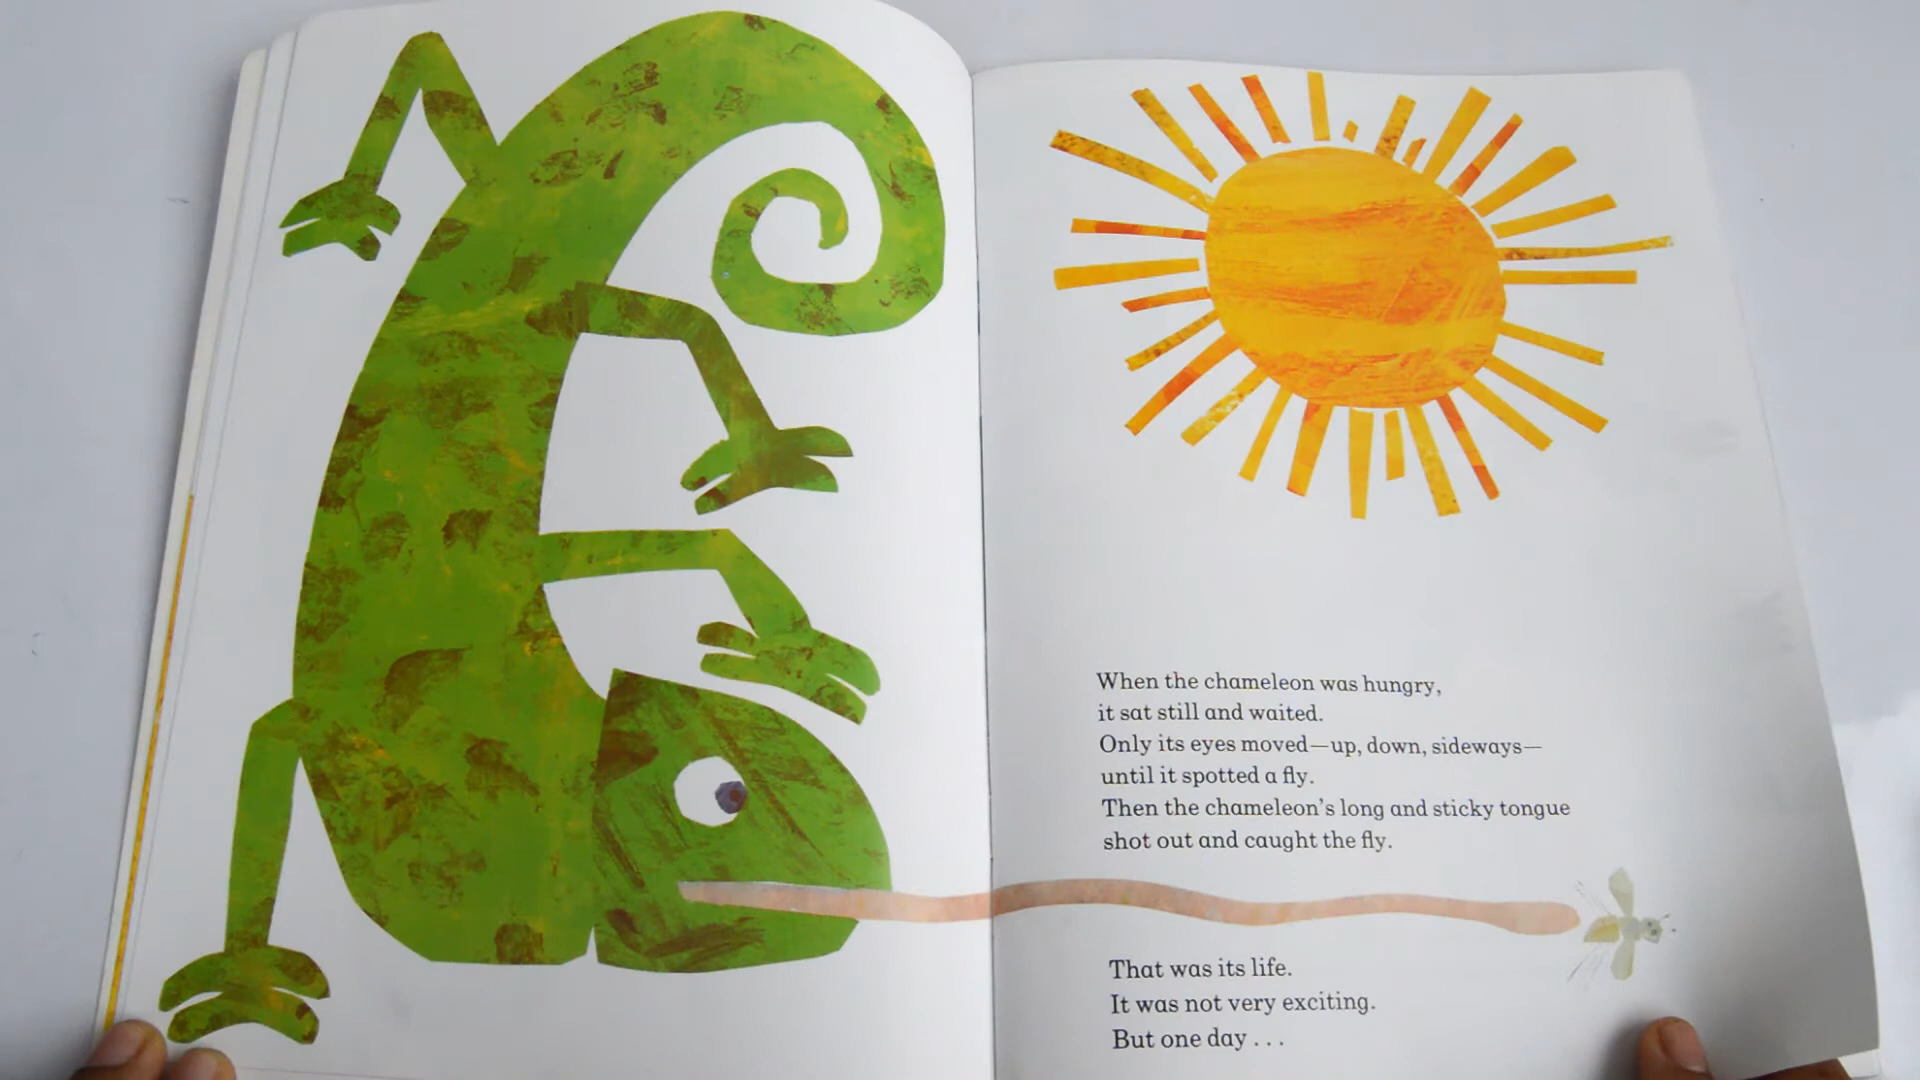 When the chameleon was hungry,
it sat still and waited.
Only its eyes moved—up, down, sideways—
until it spotted a fly.
Then the chameleon's long and sticky tongue
shot out and caught the fly.
That was its life.
It was not very exciting.
But one day . . .